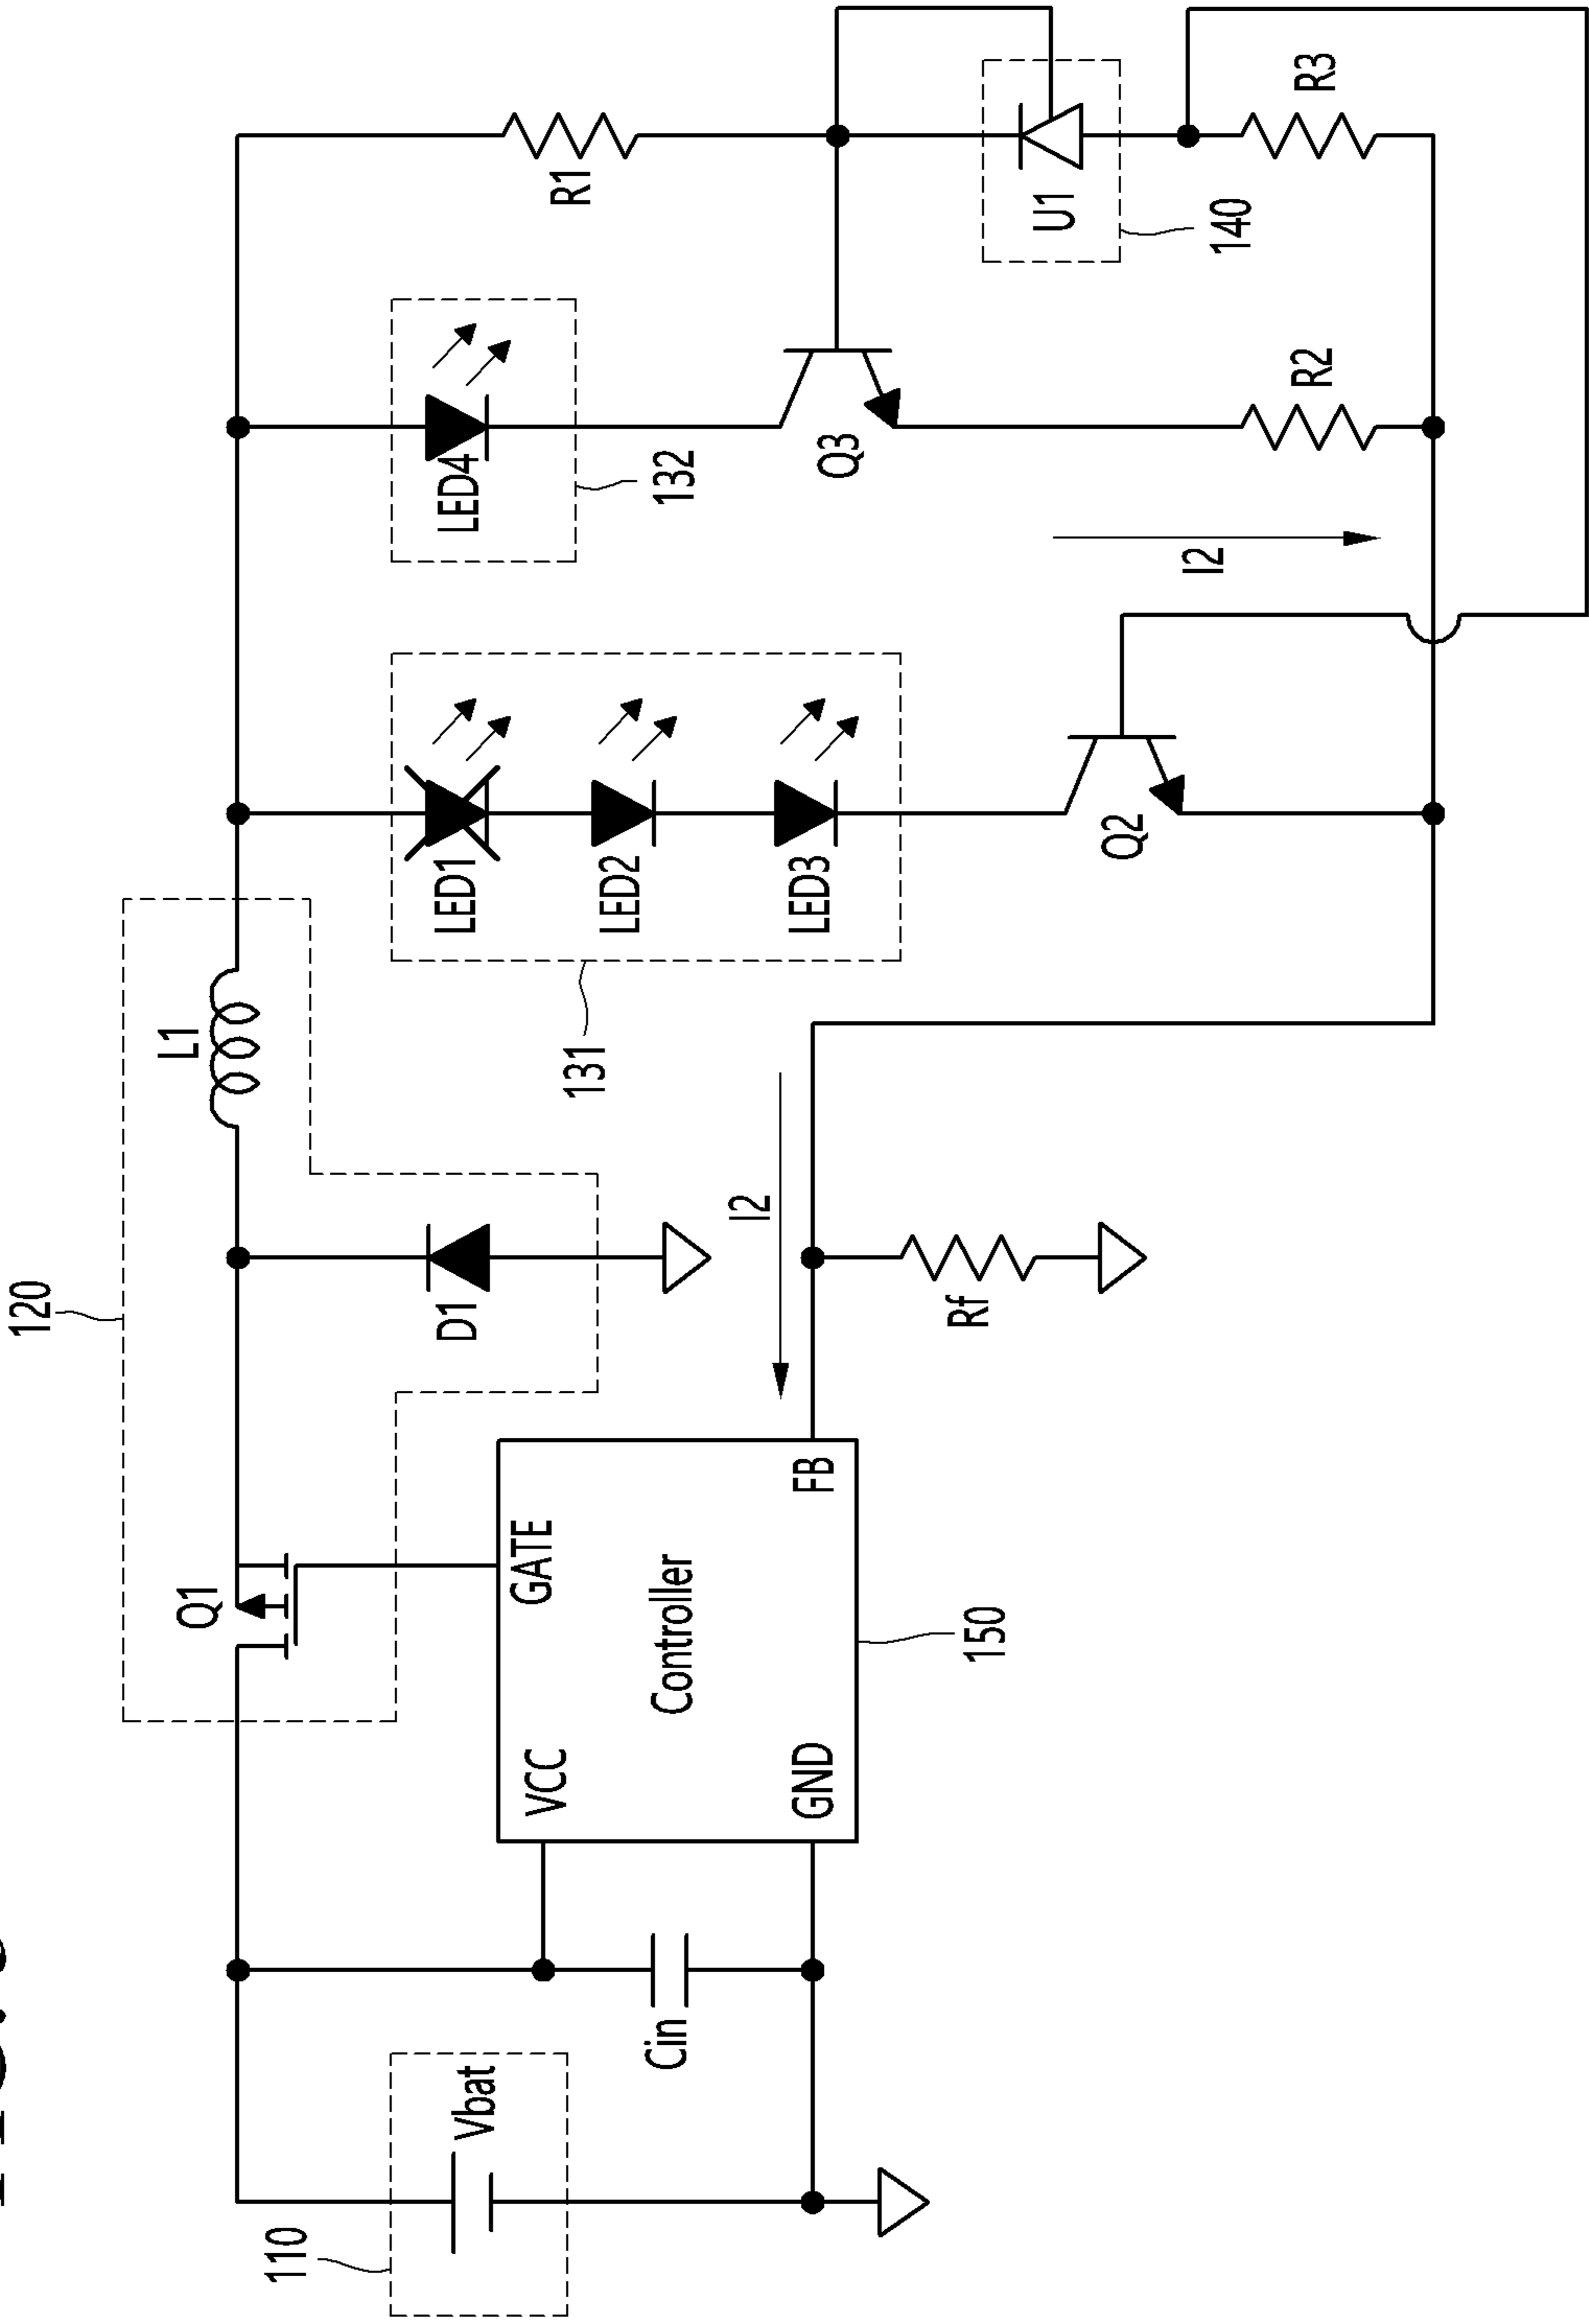 120
Q1
L1
110
Vbat
VCC
GATE
D1
LED1
LED4
R1
Cin
Controller
131
LED2
132
I2
GND
FB
LED3
Q3
150
Rf
U1
Q2
I2
140
R2
R3